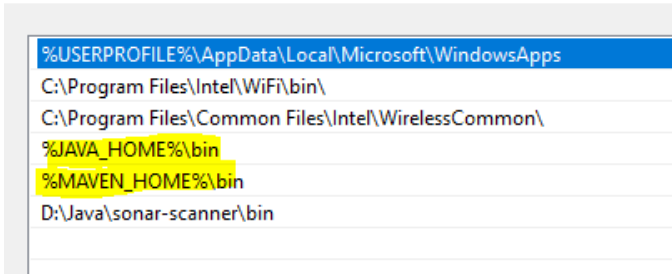 %USERPROFILE%\AppData\Local\Microsoft\WindowsApps
C:\Program Files\Intel\WiFi\bin\
C:\Program Files\Common Files\Intel\WirelessCommon\
%JAVA_HOME%\bin
%MAVEN_HOME%\bin
D:\Java\sonar-scanner\bin